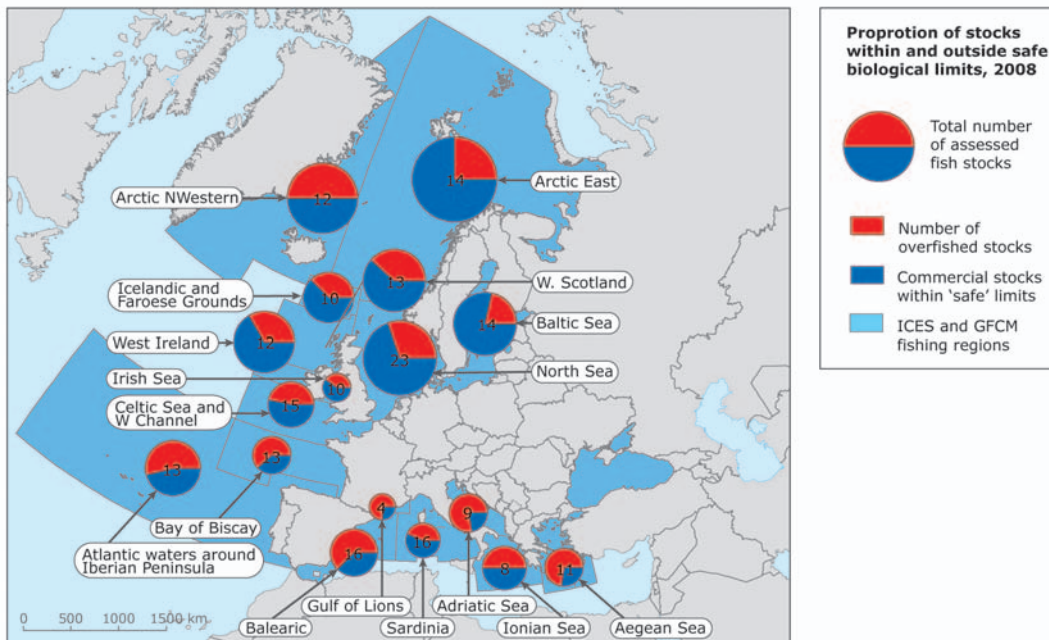 Proprotion of stocks
within and outside safe
biological limits, 2008
Total number
of assessed
fish stocks
Number of
overfished stocks
Commercial stocks
within 'safe' limits
ICES and GFCM
fishing regions
14
Arctic East
Arctic NWestern
12
13
W. Scotland
Icelandic and
Faroese Grounds
10
14
Baltic Sea
West Ireland
12
23
North Sea
Irish Sea
10
Celtic Sea and
W Channel
15
13
13
Bay of Biscay
Atlantic waters around
Iberian Peninsula
4
9
16
16
8
11
Gulf of Lions
Adriatic Sea
Balearic
Sardinia
Ionian Sea
Aegean Sea
0 500 1000 1500 km